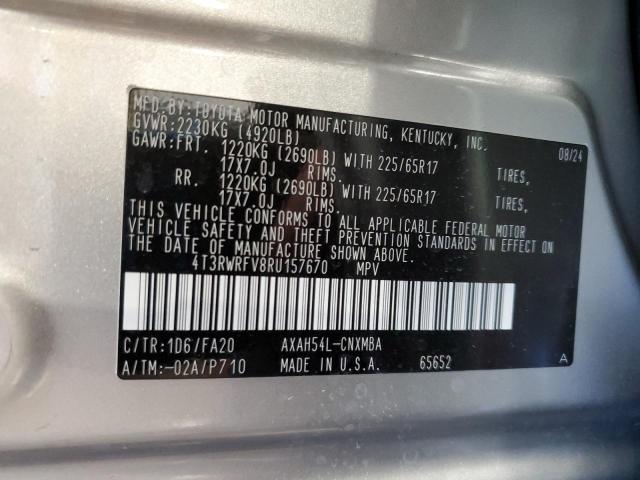 MFD BY: TOYOTA MOTOR MANUFACTURING, KENTUCKY, INC.
GVWR: 2230KG (4920LB) 08/24
GAWR: FRT. 1220KG (2690LB) WITH 225/65R17 TIRES,
17X7.0J RIMS.
RR. 1220KG (2690LB) WITH 225/65R17 TIRES,
17X7.0J RIMS.
THIS VEHICLE CONFORMS TO ALL APPLICABLE FEDERAL MOTOR
VEHICLE SAFETY AND THEFT PREVENTION STANDARDS IN EFFECT ON
THE DATE OF MANUFACTURE SHOWN ABOVE.
4T3RWRFV8RU157670 MPV
C/TR:1D6 /FA20 AXAH54L-CNXMBA
A/TM:-02A/P710 MADE IN U.S.A. 65652 A